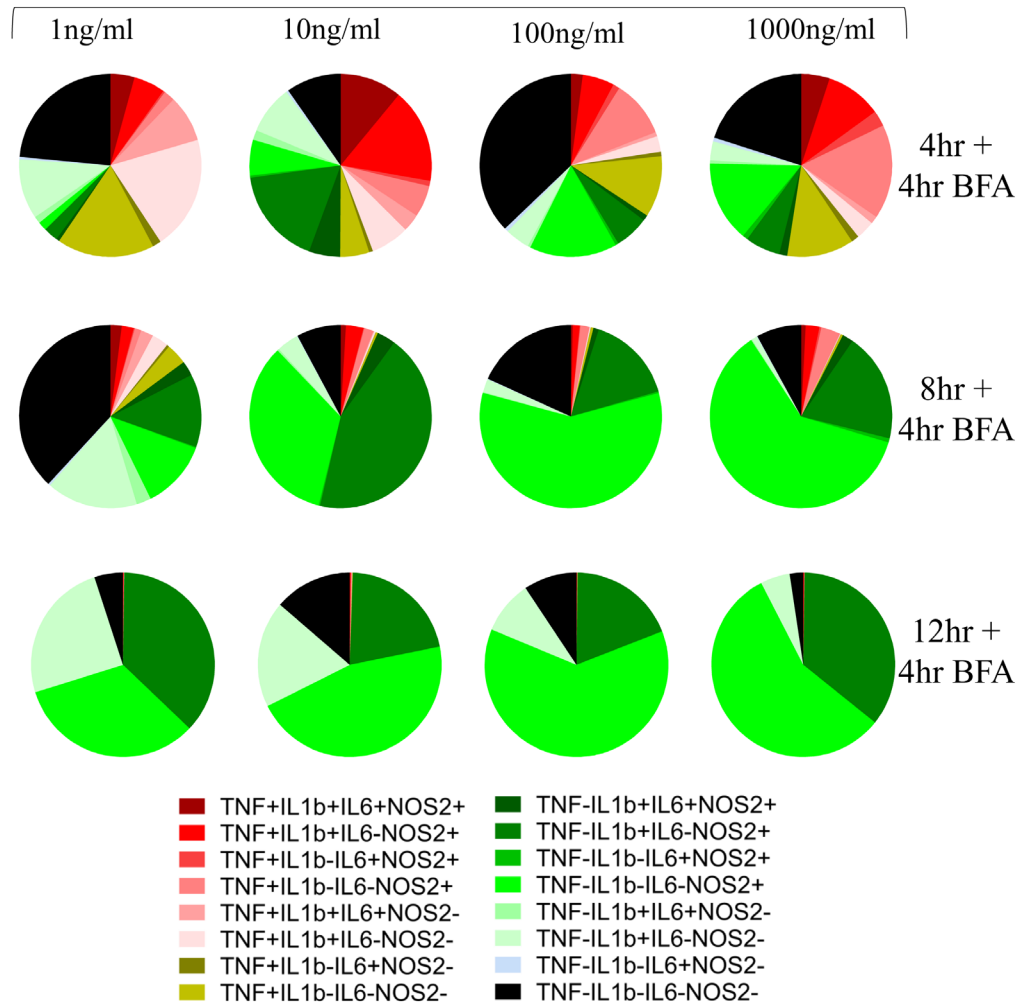 1ng/ml 10ng/ml 100ng/ml 1000ng/ml
4hr +
4hr BFA
8hr +
4hr BFA
12hr +
4hr BFA
TNF+IL1b+IL6+NOS2+
TNF+IL1b+IL6-NOS2+
TNF+IL1b-IL6+NOS2+
TNF+IL1b-IL6-NOS2+
TNF+IL1b+IL6+NOS2-
TNF+IL1b+IL6-NOS2-
TNF+IL1b-IL6+NOS2-
TNF+IL1b-IL6-NOS2-
TNF-IL1b+IL6+NOS2+
TNF-IL1b+IL6-NOS2+
TNF-IL1b-IL6+NOS2+
TNF-IL1b-IL6-NOS2+
TNF-IL1b+IL6+NOS2-
TNF-IL1b+IL6-NOS2-
TNF-IL1b-IL6+NOS2-
TNF-IL1b-IL6-NOS2-